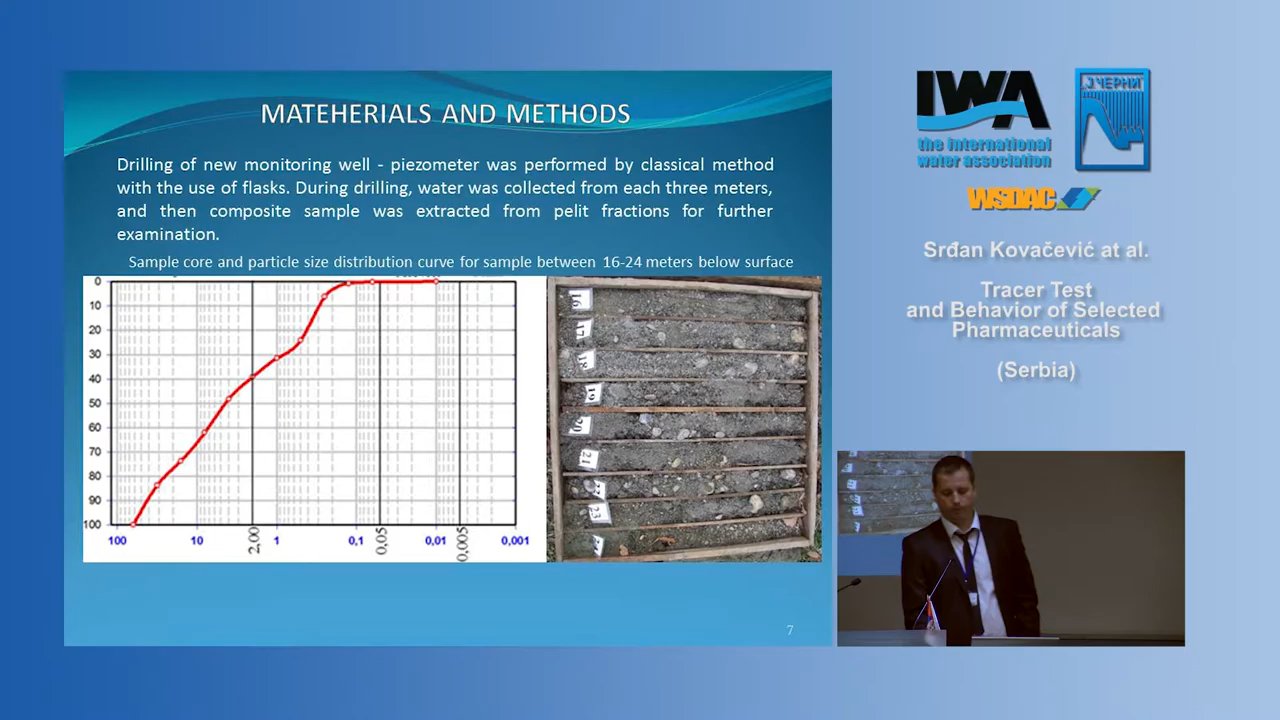 MATEHERIALS AND METHODS
Drilling of new monitoring well - piezometer was performed by classical method
with the use of flasks. During drilling, water was collected from each three meters,
and then composite sample was extracted from pelit fractions for further
examination.
Sample core and particle size distribution curve for sample between 16-24 meters below surface
0
10
20
30
40
50
60
70
80
90
100
100 10 2,00 1 0,1 0,05 0,01 0,005 0,001
16
17
18
19
20
21
22
23
24
7
IWA
the international
water association
Ј.ЧЕРНИ
WSDAC
Srđan Kovačević at al.
Tracer Test
and Behavior of Selected
Pharmaceuticals
(Serbia)